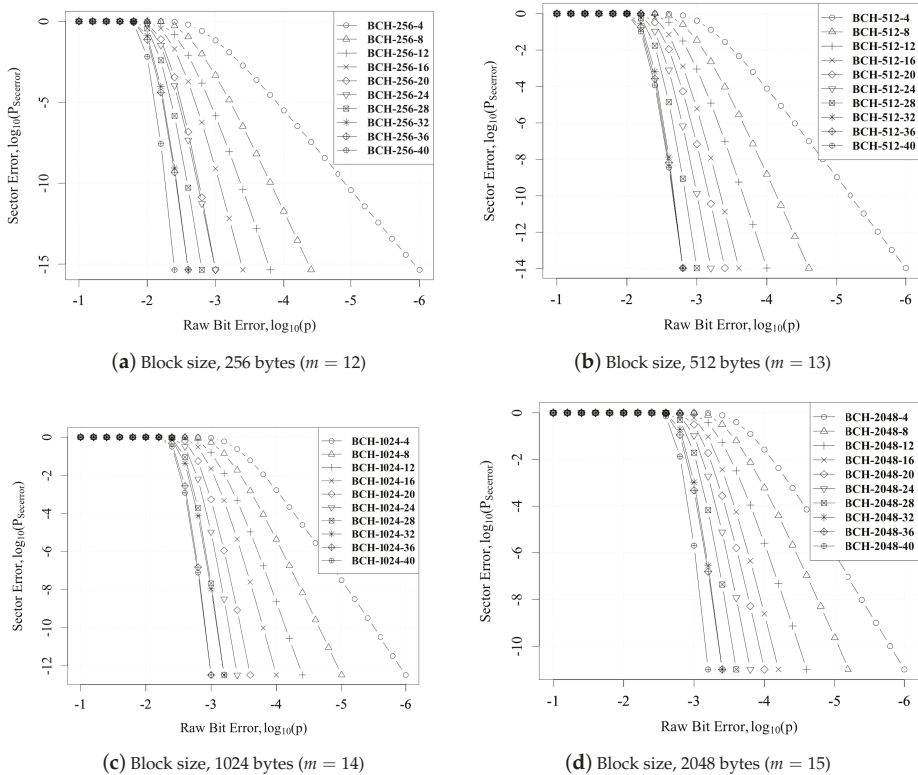 Sector Error, log10(PSecerror)
0
-5
-10
-15
BCH-256-4
BCH-256-8
BCH-256-12
BCH-256-16
BCH-256-20
BCH-256-24
BCH-256-28
BCH-256-32
BCH-256-36
BCH-256-40
-1 -2 -3 -4 -5 -6
Raw Bit Error, log10(p)
(a) Block size, 256 bytes (m = 12)
Sector Error, log10(PSecerror)
0
-2
-4
-6
-8
-10
-12
-14
BCH-512-4
BCH-512-8
BCH-512-12
BCH-512-16
BCH-512-20
BCH-512-24
BCH-512-28
BCH-512-32
BCH-512-36
BCH-512-40
-1 -2 -3 -4 -5 -6
Raw Bit Error, log10(p)
(b) Block size, 512 bytes (m = 13)
Sector Error, log10(PSecerror)
0
-2
-4
-6
-8
-10
-12
BCH-1024-4
BCH-1024-8
BCH-1024-12
BCH-1024-16
BCH-1024-20
BCH-1024-24
BCH-1024-28
BCH-1024-32
BCH-1024-36
BCH-1024-40
-1 -2 -3 -4 -5 -6
Raw Bit Error, log10(p)
(c) Block size, 1024 bytes (m = 14)
Sector Error, log10(PSecerror)
0
-2
-4
-6
-8
-10
BCH-2048-4
BCH-2048-8
BCH-2048-12
BCH-2048-16
BCH-2048-20
BCH-2048-24
BCH-2048-28
BCH-2048-32
BCH-2048-36
BCH-2048-40
-1 -2 -3 -4 -5 -6
Raw Bit Error, log10(p)
(d) Block size, 2048 bytes (m = 15)